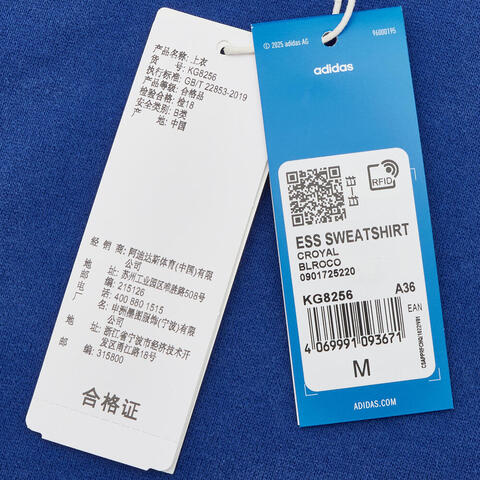 产品名称: 上衣
货 号: KG8256
执行标准: GB/T 22853-2019
产品等级: 合格品
检验合格: 检18
安全类别: B类
产 地: 中国
经 销 商: 阿迪达斯体育(中国)有限
公司
地 址: 苏州工业园区唯胜路508号
邮 编: 215126
电 话: 400 880 1515
厂 名: 申洲墨图服饰(宁波)有限
公司
地 址: 浙江省宁波市经济技术开
发区甬江路18号
邮 编: 315800
合格证
© 2025 adidas AG
96000195
adidas
RFID
ESS SWEATSHIRT
CROYAL
BLROCO
0901725220
KG8256 A36
EAN
4 069991 093671
M
ADIDAS.COM